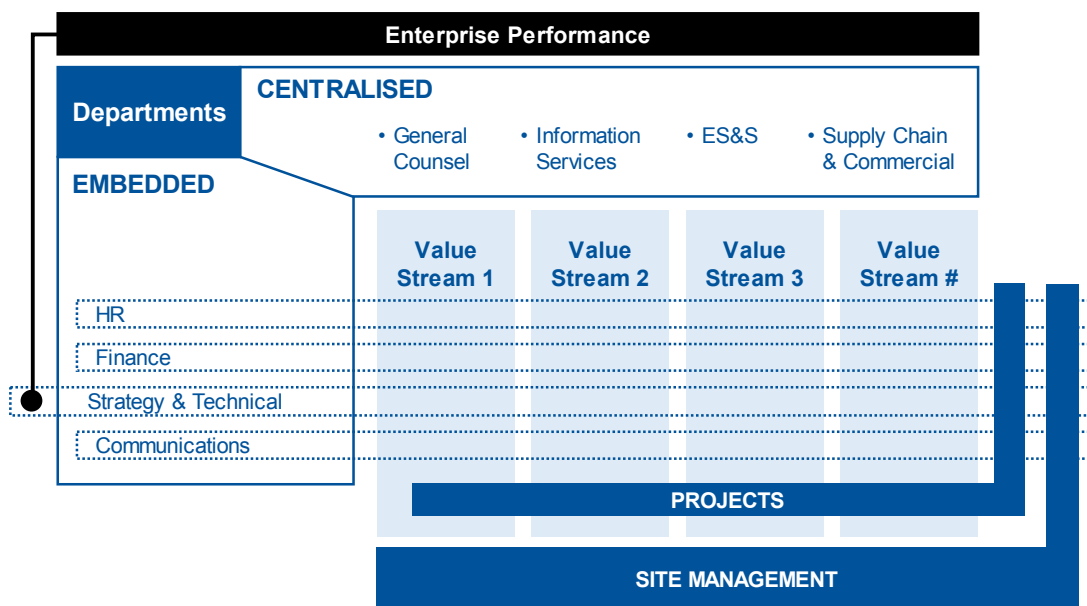 Enterprise Performance
Departments
CENTRALISED
• General
Counsel
• Information
Services
• ES&S
• Supply Chain
& Commercial
EMBEDDED
Value
Stream 1
Value
Stream 2
Value
Stream 3
Value
Stream #
HR
Finance
Strategy & Technical
Communications
PROJECTS
SITE MANAGEMENT